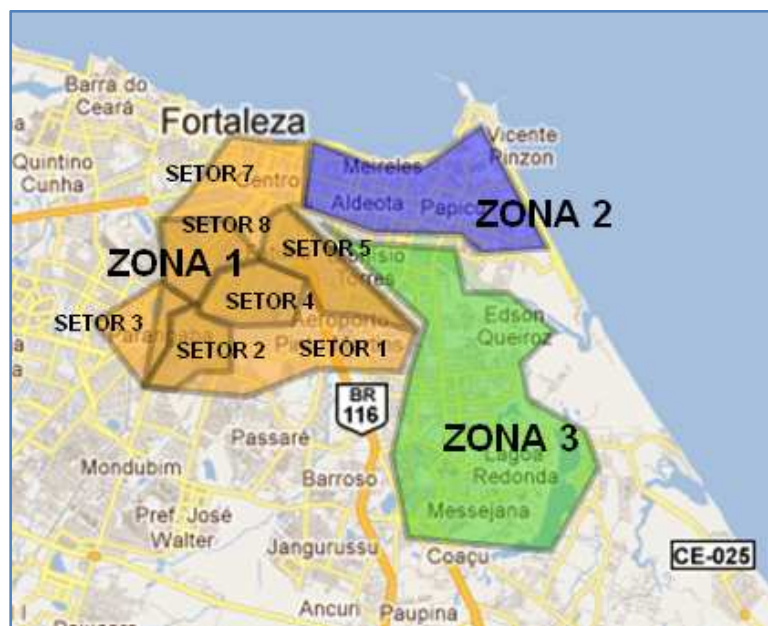 Barra do
Ceará
Fortaleza
Vicente
Pinzon
Quintino
Cunha
Meireles
SETOR 7
Centro
Aldeota
Papicu
ZONA 2
SETOR 8
SETOR 5
ZONA 1
Torres
SETOR 4
SETOR 3
Aeroporto
Edson
Queiroz
Parangaba
SETOR 2
SETOR 1
BR
116
Passaré
ZONA 3
Lagoa
Redonda
Mondubim
Barroso
Messejana
Pref. José
Walter
Jangurussu
Coaçu
CE-025
Ancuri
Paupina